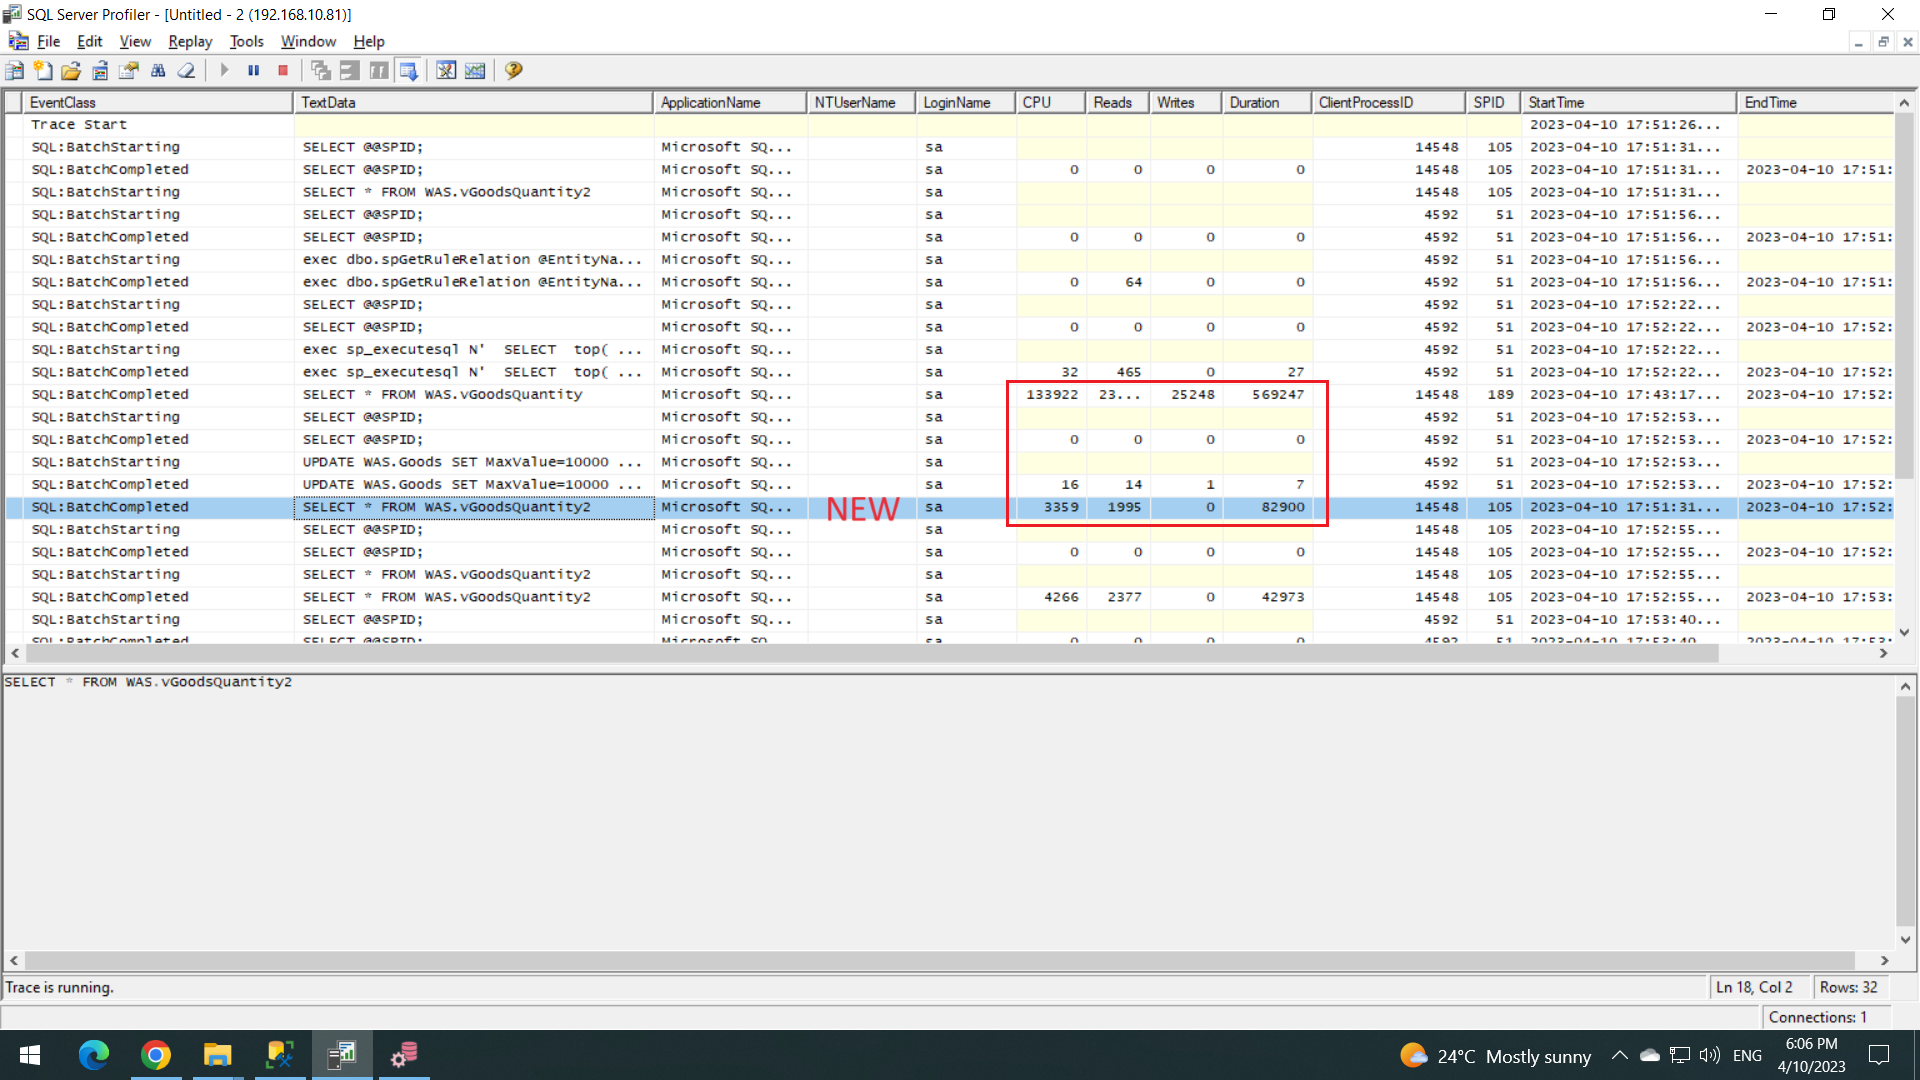 SQL Server Profiler - [Untitled - 2 (192.168.10.81)]
File Edit View Replay Tools Window Help
EventClass TextData ApplicationName NTUserName LoginName CPU Reads Writes Duration ClientProcessID SPID StartTime EndTime
Trace Start 2023-04-10 17:51:26...
SQL:BatchStarting SELECT @@SPID; Microsoft SQ... sa 14548 105 2023-04-10 17:51:31...
SQL:BatchCompleted SELECT @@SPID; Microsoft SQ... sa 0 0 0 0 14548 105 2023-04-10 17:51:31... 2023-04-10 17:51:
SQL:BatchStarting SELECT * FROM WAS.vGoodsQuantity2 Microsoft SQ... sa 14548 105 2023-04-10 17:51:31...
SQL:BatchStarting SELECT @@SPID; Microsoft SQ... sa 4592 51 2023-04-10 17:51:56...
SQL:BatchCompleted SELECT @@SPID; Microsoft SQ... sa 0 0 0 0 4592 51 2023-04-10 17:51:56... 2023-04-10 17:51:
SQL:BatchStarting exec dbo.spGetRuleRelation @EntityNa... Microsoft SQ... sa 4592 51 2023-04-10 17:51:56...
SQL:BatchCompleted exec dbo.spGetRuleRelation @EntityNa... Microsoft SQ... sa 0 64 0 0 4592 51 2023-04-10 17:51:56... 2023-04-10 17:51:
SQL:BatchStarting SELECT @@SPID; Microsoft SQ... sa 4592 51 2023-04-10 17:52:22...
SQL:BatchCompleted SELECT @@SPID; Microsoft SQ... sa 0 0 0 0 4592 51 2023-04-10 17:52:22... 2023-04-10 17:52:
SQL:BatchStarting exec sp_executesql N' SELECT top( ... Microsoft SQ... sa 4592 51 2023-04-10 17:52:22...
SQL:BatchCompleted exec sp_executesql N' SELECT top( ... Microsoft SQ... sa 32 465 0 27 4592 51 2023-04-10 17:52:22... 2023-04-10 17:52:
SQL:BatchCompleted SELECT * FROM WAS.vGoodsQuantity Microsoft SQ... sa 133922 23... 25248 569247 14548 189 2023-04-10 17:43:17... 2023-04-10 17:52:
SQL:BatchStarting SELECT @@SPID; Microsoft SQ... sa 4592 51 2023-04-10 17:52:53...
SQL:BatchCompleted SELECT @@SPID; Microsoft SQ... sa 0 0 0 0 4592 51 2023-04-10 17:52:53... 2023-04-10 17:52:
SQL:BatchStarting UPDATE WAS.Goods SET MaxValue=10000 ... Microsoft SQ... sa 4592 51 2023-04-10 17:52:53...
SQL:BatchCompleted UPDATE WAS.Goods SET MaxValue=10000 ... Microsoft SQ... sa 16 14 1 7 4592 51 2023-04-10 17:52:53... 2023-04-10 17:52:
SQL:BatchCompleted SELECT * FROM WAS.vGoodsQuantity2 Microsoft SQ... NEW sa 3359 1995 0 82900 14548 105 2023-04-10 17:51:31... 2023-04-10 17:52:
SQL:BatchStarting SELECT @@SPID; Microsoft SQ... sa 14548 105 2023-04-10 17:52:55...
SQL:BatchCompleted SELECT @@SPID; Microsoft SQ... sa 0 0 0 0 14548 105 2023-04-10 17:52:55... 2023-04-10 17:52:
SQL:BatchStarting SELECT * FROM WAS.vGoodsQuantity2 Microsoft SQ... sa 14548 105 2023-04-10 17:52:55...
SQL:BatchCompleted SELECT * FROM WAS.vGoodsQuantity2 Microsoft SQ... sa 4266 2377 0 42973 14548 105 2023-04-10 17:52:55... 2023-04-10 17:53:
SQL:BatchStarting SELECT @@SPID; Microsoft SQ... sa 4592 51 2023-04-10 17:53:40...
SQL:BatchCompleted SELECT @@SPID; Microsoft SQ sa 0 0 0 0 4592 51 2023-04-10 17:53:40 2023-04-10 17:53:
SELECT * FROM WAS.vGoodsQuantity2
Trace is running. Ln 18, Col 2 Rows: 32
Connections: 1
24°C Mostly sunny ENG 6:06 PM
4/10/2023